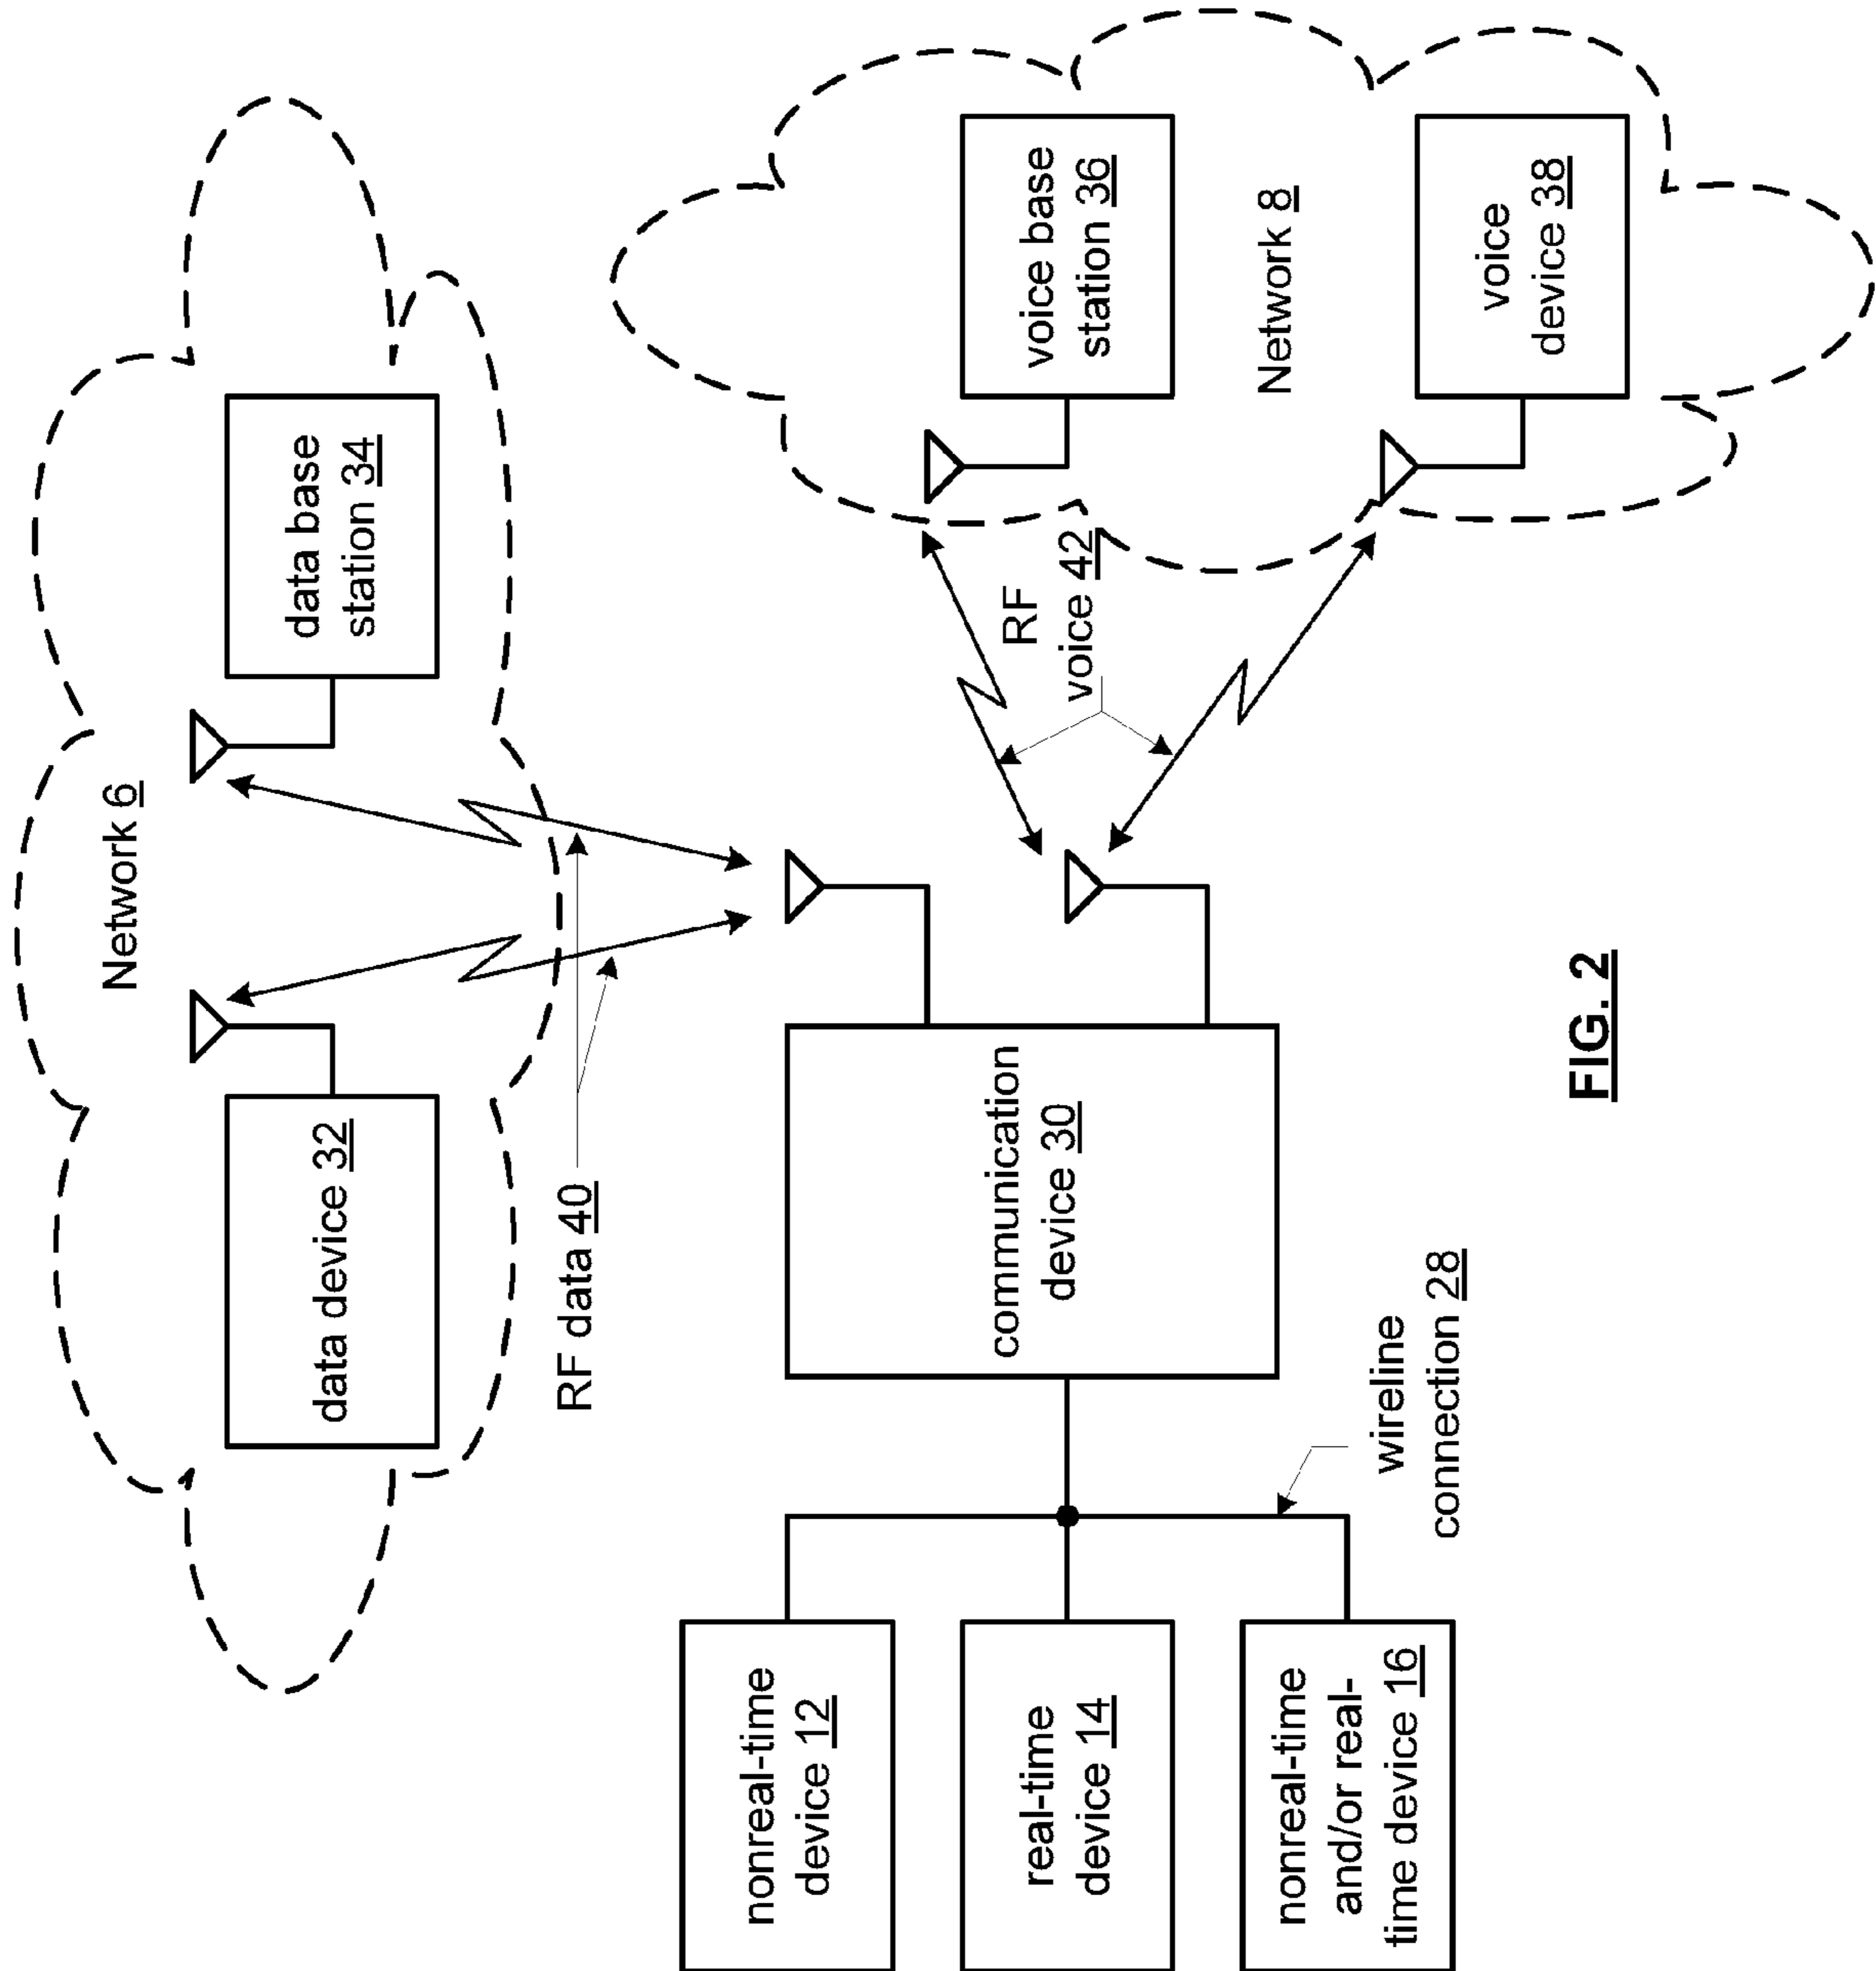 Network 6
data device 32
data base
station 34
RF data 40
communication
device 30
RF
voice 42
voice base
station 36
Network 8
voice
device 38
nonreal-time
device 12
real-time
device 14
nonreal-time
and/or real-
time device 16
wireline
connection 28
FIG. 2